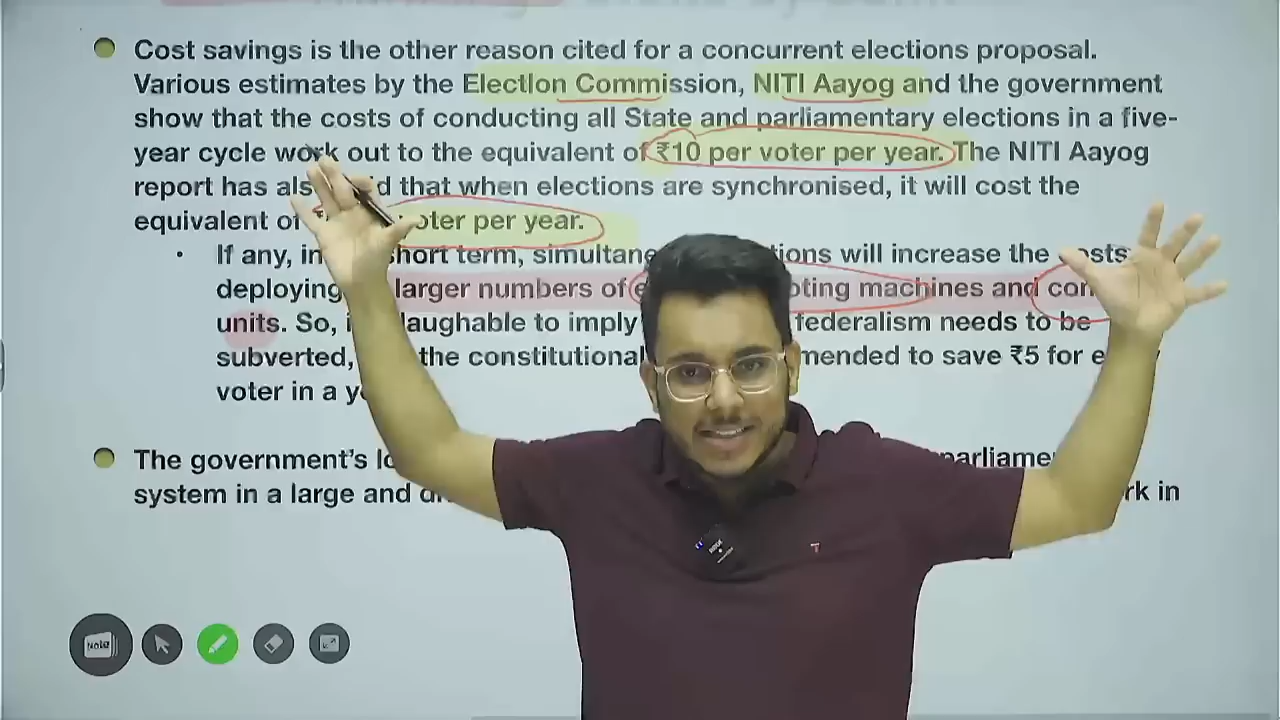 Cost savings is the other reason cited for a concurrent elections proposal.
Various estimates by the Election Commission, NITI Aayog and the government
show that the costs of conducting all State and parliamentary elections in a five-
year cycle work out to the equivalent of ₹10 per voter per year. The NITI Aayog
report has als d that when elections are synchronised, it will cost the
equivalent of oter per year.
If any, in hort term, simultane tions will increase the osts
deploying larger numbers of oting machines and con
units. So, i laughable to imply federalism needs to be
subverted, the constitutional mended to save ₹5 for e
voter in a y
The government's lo parliame
system in a large and di rk in
Note